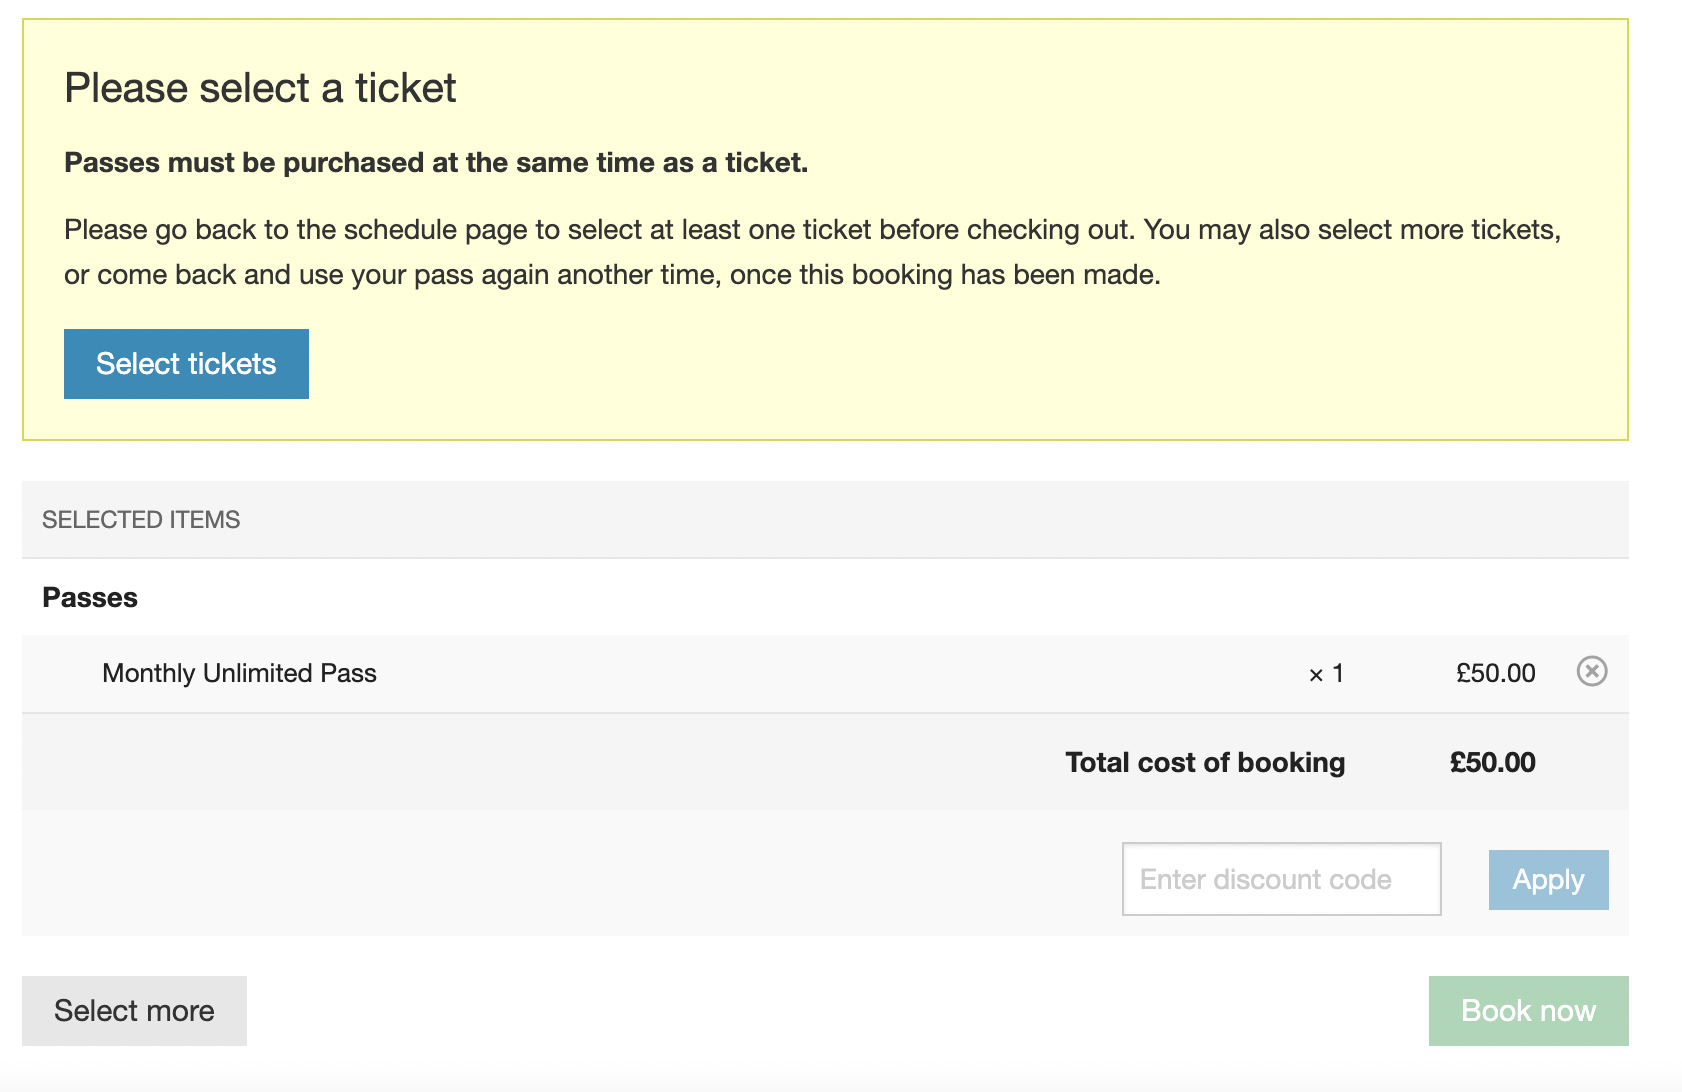 Please select a ticket
Passes must be purchased at the same time as a ticket.
Please go back to the schedule page to select at least one ticket before checking out. You may also select more tickets,
or come back and use your pass again another time, once this booking has been made.
Select tickets
SELECTED ITEMS
Passes
Monthly Unlimited Pass × 1 £50.00
Total cost of booking £50.00
Enter discount code Apply
Select more Book now